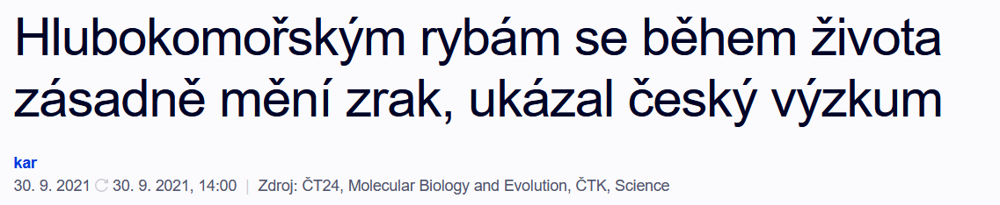 Hlubokomořským rybám se během života
zásadně mění zrak, ukázal český výzkum
kar
30. 9. 2021 30. 9. 2021, 14:00 | Zdroj: ČT24, Molecular Biology and Evolution, ČTK, Science